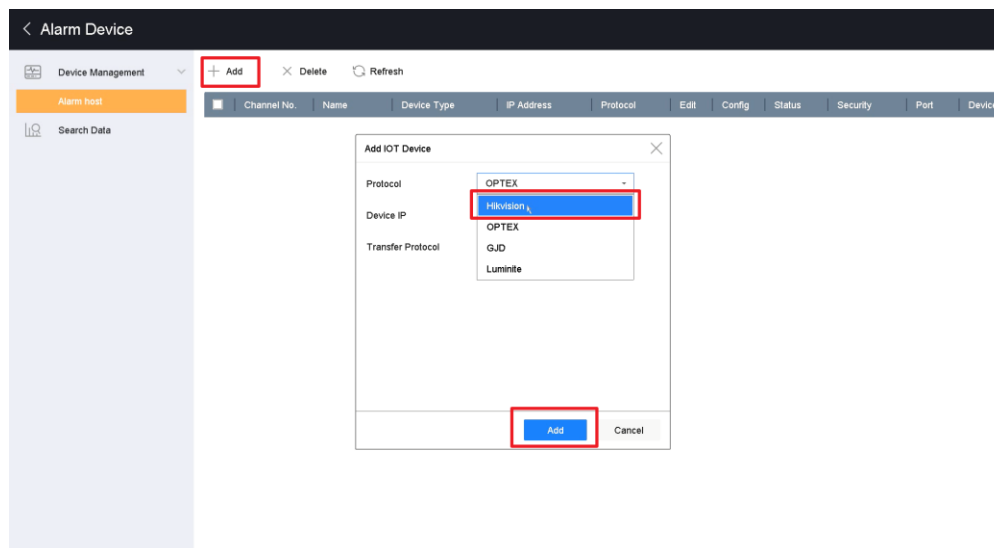 Alarm Device
Device Management
Add Delete Refresh
Alarm host
Channel No. Name Device Type IP Address Protocol Edit Config Status Security Port Device
Search Data
Add IOT Device
Protocol OPTEX
Hikvision
Device IP
OPTEX
Transfer Protocol GJD
Luminite
Add Cancel